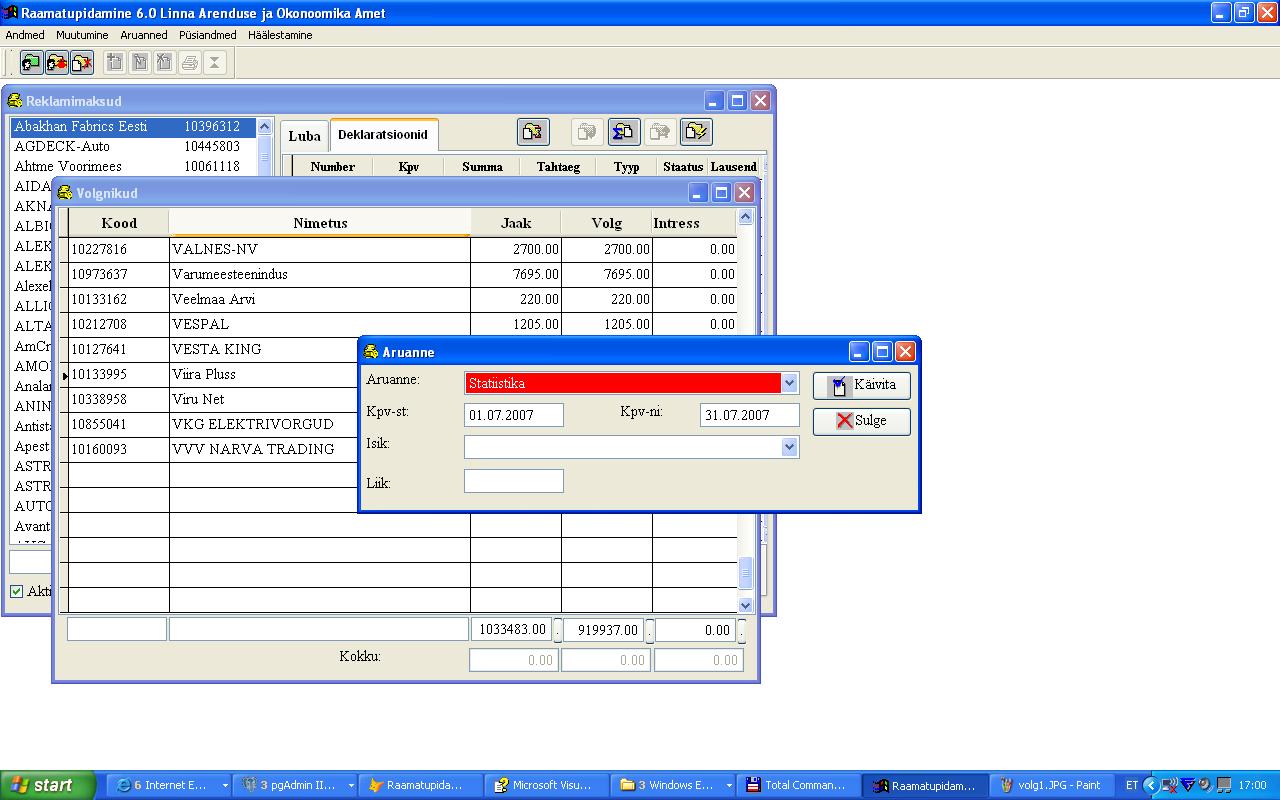 Raamatupidamine 6.0 Linna Arenduse ja Okonoomika Amet
Andmed Muutumine Aruanned Püsiandmed Häälestamine
Reklamimaksud
Abakhan Fabrics Eesti 10396312
AGDECK-Auto 10445803
Ahtme Voorimees 10061118
Luba Deklaratsioonid
Number Kpv Summa Tahtaeg Tyyp Staatus Lausend
AIDA
AKNA
ALBIC
ALEK
ALEK
Alexel
ALLIC
ALTA
AmCr
AMO
Analar
ANIN
Antista
Apest
ASTR
ASTR
AUTO
Avant
Akti
Volgnikud
Kood Nimetus Jaak Volg Intress
10227816 VALNES-NV 2700.00 2700.00 0.00
10973637 Varumeesteenindus 7695.00 7695.00 0.00
10133162 Veelmaa Arvi 220.00 220.00 0.00
10212708 VESPAL 1205.00 1205.00 0.00
10127641 VESTA KING
10133995 Viira Pluss
10338958 Viru Net
10855041 VKG ELEKTRIVORGUD
10160093 VVV NARVA TRADING
1033483.00 . 919937.00 . 0.00 .
Kokku: 0.00 0.00 0.00
Aruanne
Aruanne: Statiistika Käivita
Kpv-st: 01.07.2007 Kpv-ni: 31.07.2007 Sulge
Isik:
Liik:
start 6 Internet E... 3 pgAdmin II... Raamatupida... Microsoft Visu... 3 Windows E... Total Comman... Raamatupidam... volg1.JPG - Paint ET 17:00